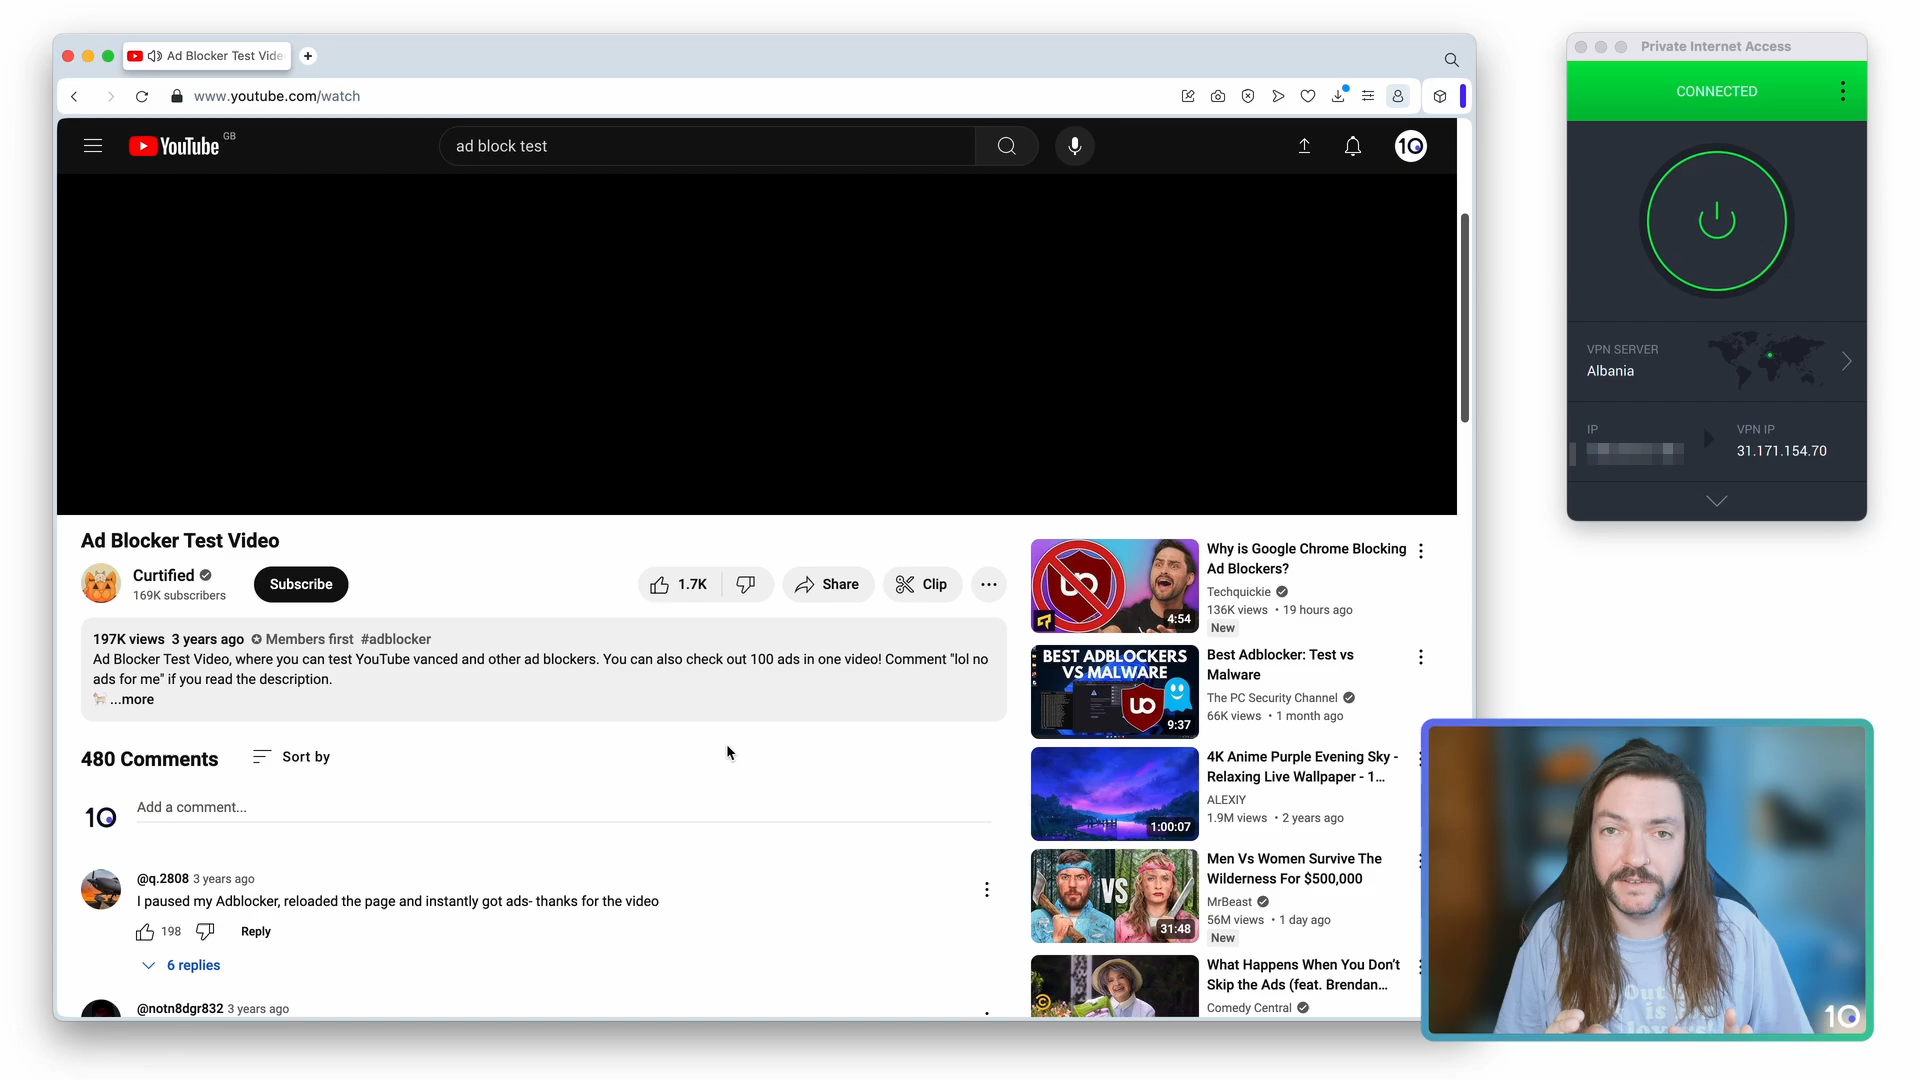 Ad Blocker Test Vide
www.youtube.com/watch
YouTube
GB
ad block test
10
Ad Blocker Test Video
Curtified
169K subscribers
Subscribe
1.7K
Share
Clip
197K views 3 years ago Members first #adblocker
Ad Blocker Test Video, where you can test YouTube vanced and other ad blockers. You can also check out 100 ads in one video! Comment "lol no
ads for me" if you read the description.
...more
480 Comments
Sort by
10
Add a comment...
@q.2808 3 years ago
I paused my Adblocker, reloaded the page and instantly got ads- thanks for the video
198
Reply
6 replies
@notn8dgr832 3 years ago
UO
4:54
Why is Google Chrome Blocking
Ad Blockers?
Techquickie
136K views • 19 hours ago
New
BEST ADBLOCKERS
VS MALWARE
UO
9:37
Best Adblocker: Test vs
Malware
The PC Security Channel
66K views • 1 month ago
1:00:07
4K Anime Purple Evening Sky -
Relaxing Live Wallpaper - 1...
ALEXIY
1.9M views • 2 years ago
VS
31:48
Men Vs Women Survive The
Wilderness For $500,000
MrBeast
56M views • 1 day ago
New
What Happens When You Don't
Skip the Ads (feat. Brendan...
Comedy Central
Private Internet Access
CONNECTED
VPN SERVER
Albania
IP
VPN IP
31.171.154.70
10